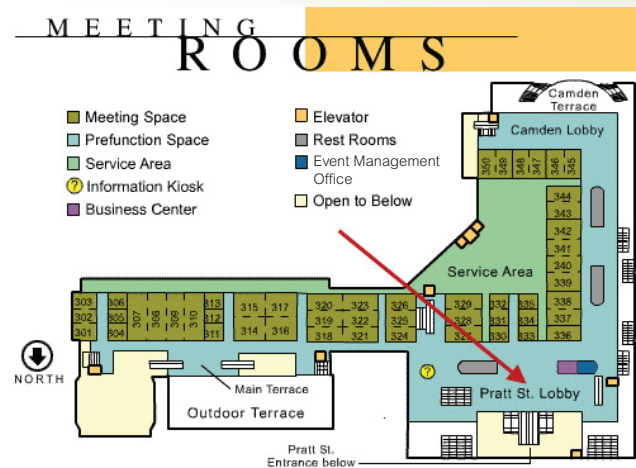 MEETING
ROOMS
Meeting Space
Prefunction Space
Service Area
? Information Kiosk
Business Center
Elevator
Rest Rooms
Event Management
Office
Open to Below
Camden
Terrace
Camden Lobby
350 349 348 347 346 345
344
343
342
341
340
339
338
337
336
Service Area
303 306 313 315 317 320 323 326 329 332 335
302 305 307 308 309 310 312 319 322 325 328 331 334
301 304 311 314 316 318 321 324 327 330 333
NORTH
Main Terrace
Outdoor Terrace
?
Pratt St. Lobby
Pratt St.
Entrance below